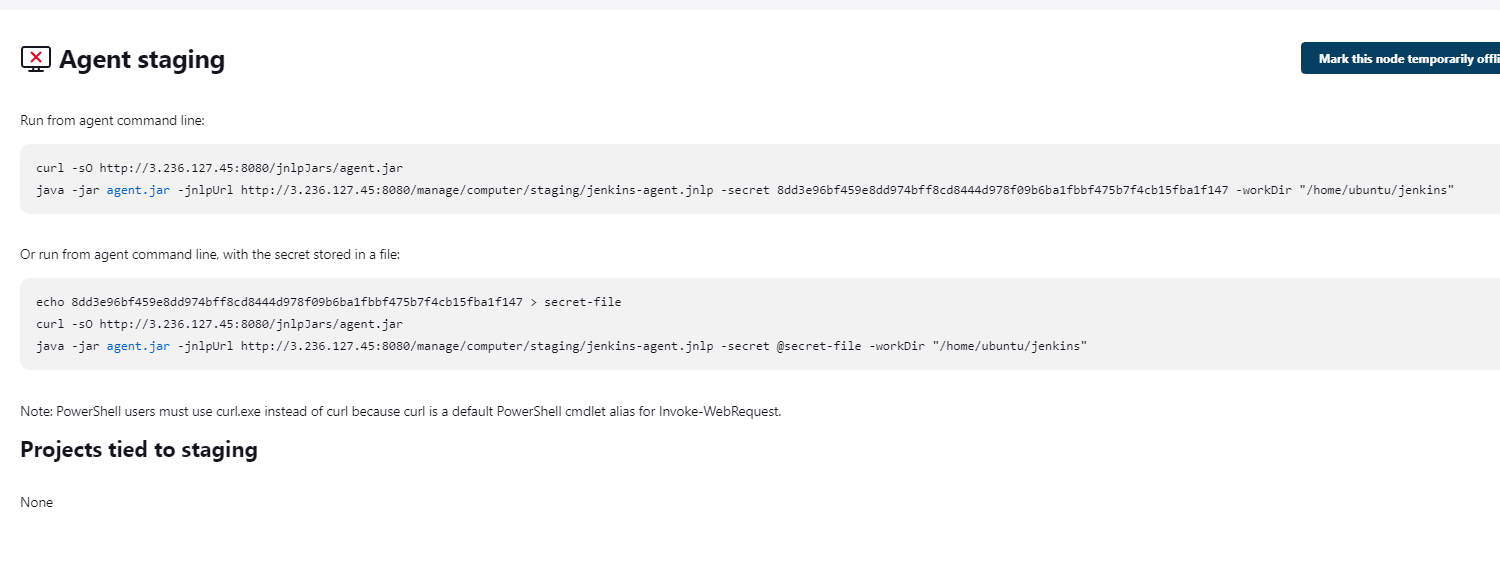 Agent staging
Mark this node temporarily offli
Run from agent command line:
curl -sO http://3.236.127.45:8080/jnlpJars/agent.jar
java -jar agent.jar -jnlpUrl http://3.236.127.45:8080/manage/computer/staging/jenkins-agent.jnlp -secret 8dd3e96bf459e8dd974bff8cd8444d978f09b6ba1fbbf475b7f4cb15fba1f147 -workDir "/home/ubuntu/jenkins"
Or run from agent command line, with the secret stored in a file:
echo 8dd3e96bf459e8dd974bff8cd8444d978f09b6ba1fbbf475b7f4cb15fba1f147 > secret-file
curl -sO http://3.236.127.45:8080/jnlpJars/agent.jar
java -jar agent.jar -jnlpUrl http://3.236.127.45:8080/manage/computer/staging/jenkins-agent.jnlp -secret @secret-file -workDir "/home/ubuntu/jenkins"
Note: PowerShell users must use curl.exe instead of curl because curl is a default PowerShell cmdlet alias for Invoke-WebRequest.
Projects tied to staging
None